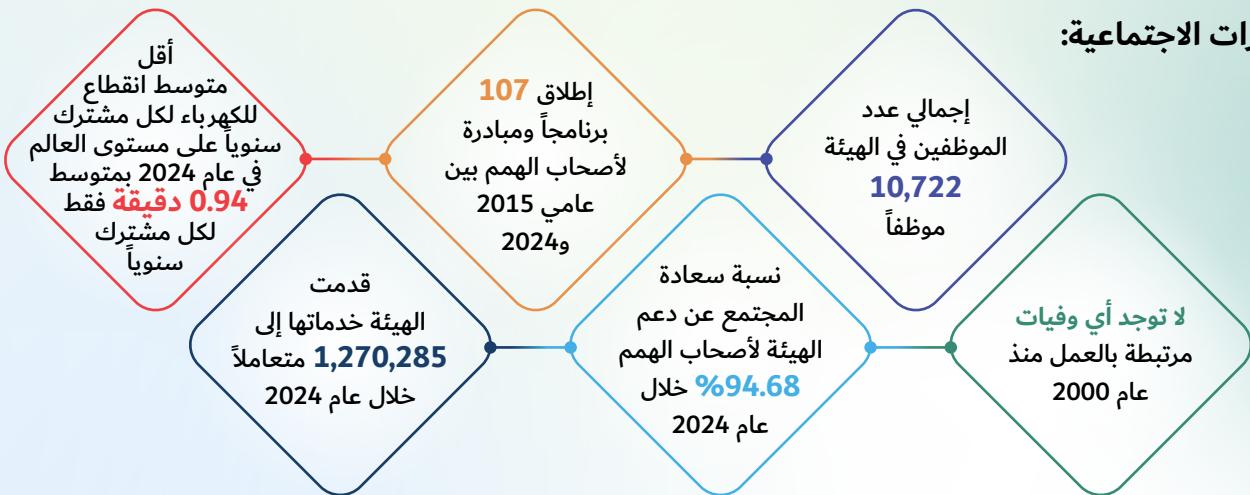 رات الاجتماعية:
إجمالي عدد
الموظفين في الهيئة
10,722
موظفاً
إطلاق 107
برنامجاً ومبادرة
لأصحاب الهمم بين
عامي 2015
و2024
أقل
متوسط انقطاع
للكهرباء لكل مشترك
سنوياً على مستوى العالم
في عام 2024 بمتوسط
0.94 دقيقة فقط
لكل مشترك
سنوياً
لا توجد أي وفيات
مرتبطة بالعمل منذ
عام 2000
نسبة سعادة
المجتمع عن دعم
الهيئة لأصحاب الهمم
94.68% خلال
عام 2024
قدمت
الهيئة خدماتها إلى
1,270,285 متعاملاً
خلال عام 2024